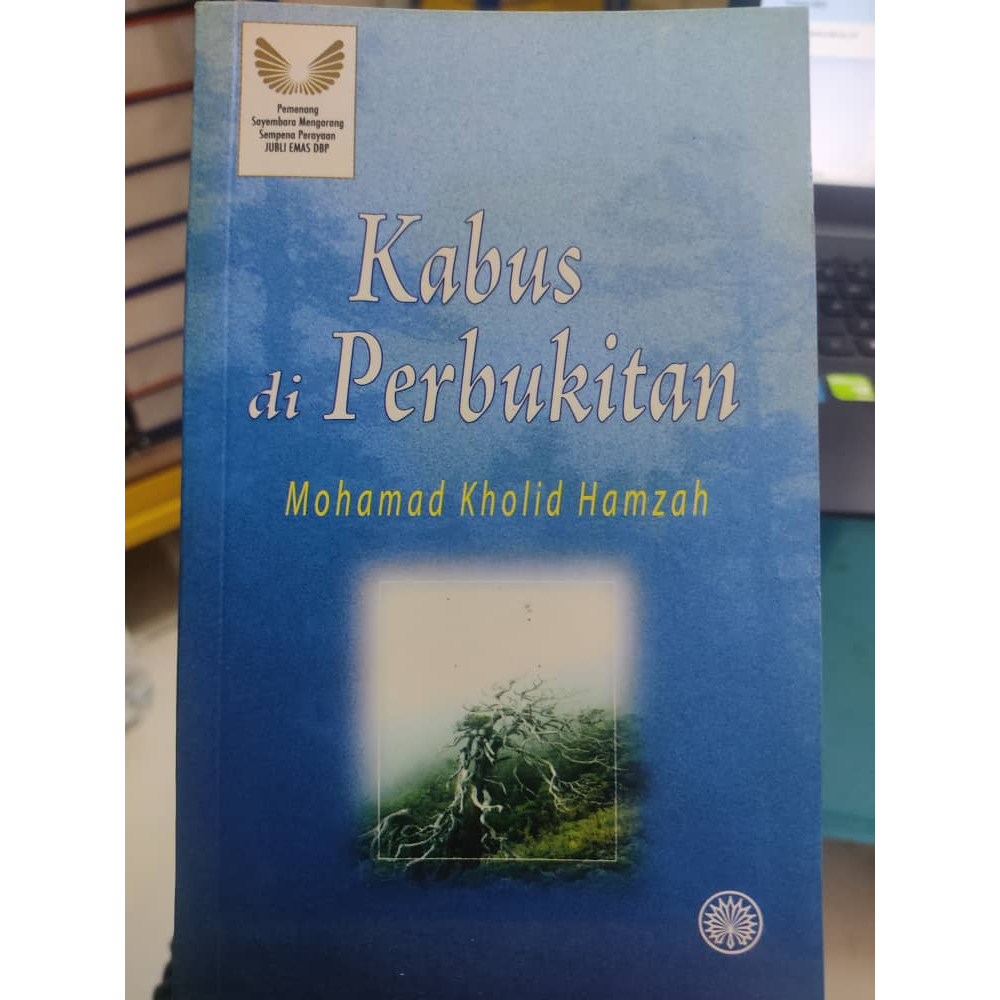 Pemenang
Sayembara Mengarang
Sempena Perayaan
JUBLI EMAS DBP
Kabus
di Perbukitan
Mohamad Kholid Hamzah